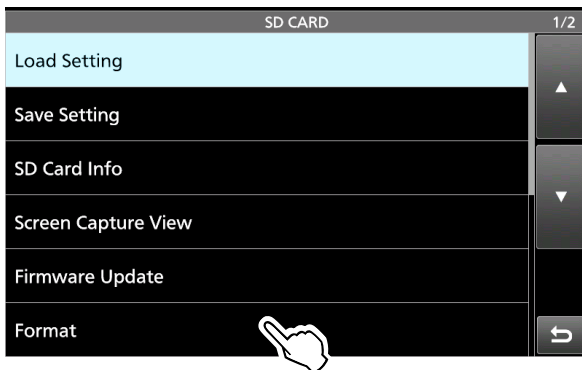 SD CARD 1/2
Load Setting
Save Setting
SD Card Info
Screen Capture View
Firmware Update
Format